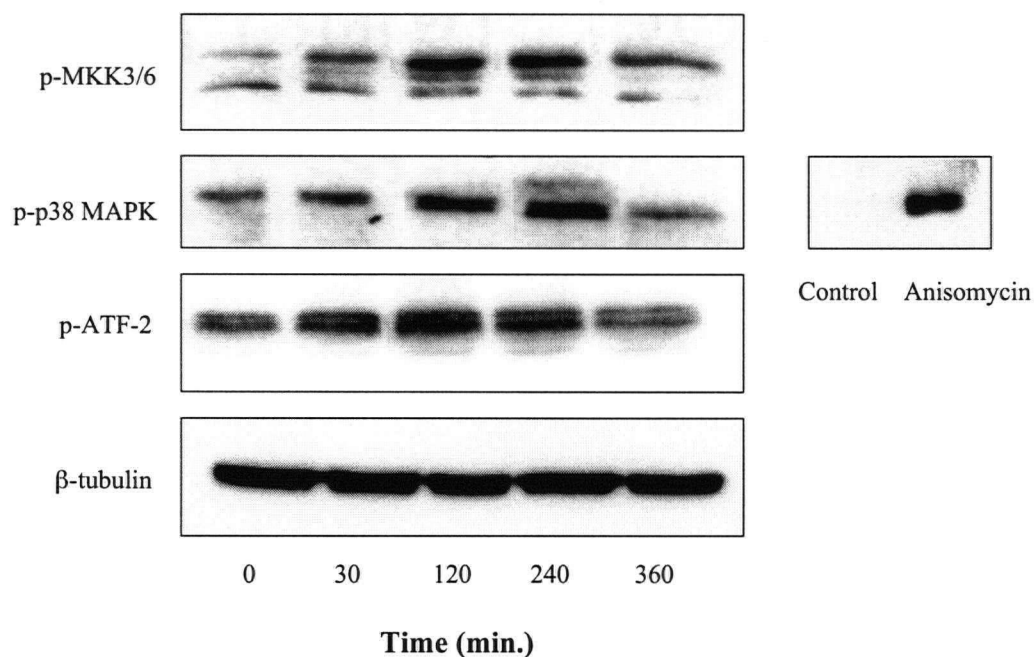 p-MKK3/6
p-p38 MAPK
Control Anisomycin
p-ATF-2
β-tubulin
0 30 120 240 360
Time (min.)